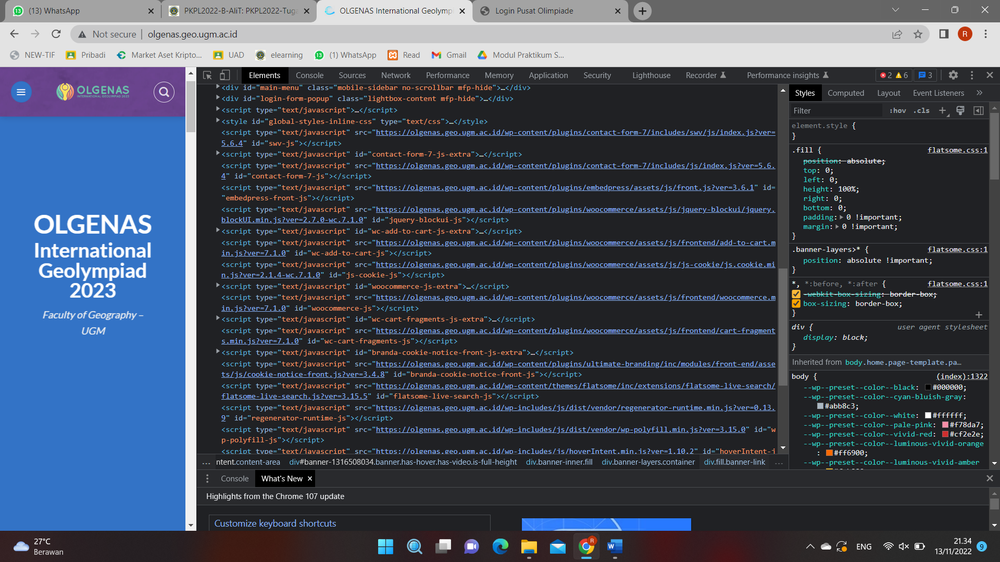 (13) WhatsApp
PKPL2022-B-AliT: PKPL2022-Tuga
OLGENAS International Geolympi
Login Pusat Olimpiade
Not secure
olgenas.geo.ugm.ac.id
R
NEW-TIF
Pribadi
Market Aset Kripto...
UAD
elearning
(1) WhatsApp
Read
Gmail
Modul Praktikum S...
OLGENAS
INTERNATIONAL GEOLYMPIAD 2023
OLGENAS
International
Geolympiad
2023
Faculty of Geography –
UGM
Elements
Console
Sources
Network
Performance
Memory
Application
Security
Lighthouse
Recorder
Performance insights
2
6
3
<div id="main-menu" class="mobile-sidebar no-scrollbar mfp-hide">…</div>
<div id="login-form-popup" class="lightbox-content mfp-hide">…</div>
<script type="text/javascript">…</script>
<style id="global-styles-inline-css" type="text/css">…</style>
<script type="text/javascript" src="https://olgenas.geo.ugm.ac.id/wp-content/plugins/contact-form-7/includes/swv/js/index.js?ver=
5.6.4" id="swv-js"></script>
<script type="text/javascript" id="contact-form-7-js-extra">…</script>
<script type="text/javascript" src="https://olgenas.geo.ugm.ac.id/wp-content/plugins/contact-form-7/includes/js/index.js?ver=5.6.
4" id="contact-form-7-js"></script>
<script type="text/javascript" src="https://olgenas.geo.ugm.ac.id/wp-content/plugins/embedpress/assets/js/front.js?ver=3.6.1" id=
"embedpress-front-js"></script>
<script type="text/javascript" src="https://olgenas.geo.ugm.ac.id/wp-content/plugins/woocommerce/assets/js/jquery-blockui/jquery.
blockUI.min.js?ver=2.7.0-wc.7.1.0" id="jquery-blockui-js"></script>
<script type="text/javascript" id="wc-add-to-cart-js-extra">…</script>
<script type="text/javascript" src="https://olgenas.geo.ugm.ac.id/wp-content/plugins/woocommerce/assets/js/frontend/add-to-cart.m
in.js?ver=7.1.0" id="wc-add-to-cart-js"></script>
<script type="text/javascript" src="https://olgenas.geo.ugm.ac.id/wp-content/plugins/woocommerce/assets/js/js-cookie/js.cookie.mi
n.js?ver=2.1.4-wc.7.1.0" id="js-cookie-js"></script>
<script type="text/javascript" id="woocommerce-js-extra">…</script>
<script type="text/javascript" src="https://olgenas.geo.ugm.ac.id/wp-content/plugins/woocommerce/assets/js/frontend/woocommerce.m
in.js?ver=7.1.0" id="woocommerce-js"></script>
<script type="text/javascript" id="wc-cart-fragments-js-extra">…</script>
<script type="text/javascript" src="https://olgenas.geo.ugm.ac.id/wp-content/plugins/woocommerce/assets/js/frontend/cart-fragment
s.min.js?ver=7.1.0" id="wc-cart-fragments-js"></script>
<script type="text/javascript" id="branda-cookie-notice-front-js-extra">…</script>
<script type="text/javascript" src="https://olgenas.geo.ugm.ac.id/wp-content/plugins/ultimate-branding/inc/modules/front-end/asse
ts/js/cookie-notice-front.js?ver=3.4.8" id="branda-cookie-notice-front-js"></script>
<script type="text/javascript" src="https://olgenas.geo.ugm.ac.id/wp-content/themes/flatsome/inc/extensions/flatsome-live-search/
flatsome-live-search.js?ver=3.15.5" id="flatsome-live-search-js"></script>
<script type="text/javascript" src="https://olgenas.geo.ugm.ac.id/wp-includes/js/dist/vendor/regenerator-runtime.min.js?ver=0.13.
9" id="regenerator-runtime-js"></script>
<script type="text/javascript" src="https://olgenas.geo.ugm.ac.id/wp-includes/js/dist/vendor/wp-polyfill.min.js?ver=3.15.0" id="w
p-polyfill-js"></script>
<script type="text/javascript" src="https://olgenas.geo.ugm.ac.id/wp-includes/js/hoverIntent.min.js?ver=1.10.2" id="hoverIntent-j
... ntent.content-area div#banner-1316508034.banner.has-hover.has-video.is-full-height div.banner-inner.fill div.banner-layers.container div.fill.banner-link ...
Styles
Computed
Layout
Event Listeners
»
Filter
:hov .cls
element.style {
}
.fill { flatsome.css:1
position: absolute;
top: 0;
left: 0;
height: 100%;
right: 0;
bottom: 0;
padding: 0 !important;
margin: 0 !important;
}
.banner-layers>* { flatsome.css:1
position: absolute !important;
}
*, *:before, *:after { flatsome.css:1
-webkit-box-sizing: border-box;
box-sizing: border-box;
}
div { user agent stylesheet
display: block;
}
Inherited from body.home.page-template.pa…
body { (index):1322
--wp--preset--color--black: #000000;
--wp--preset--color--cyan-bluish-gray:
#abb8c3;
--wp--preset--color--white: #ffffff;
--wp--preset--color--pale-pink: #f78da7;
--wp--preset--color--vivid-red: #cf2e2e;
--wp--preset--color--luminous-vivid-orange
: #ff6900;
--wp--preset--color--luminous-vivid-amber
Console
What's New
Highlights from the Chrome 107 update
Customize keyboard shortcuts
27°C
Berawan
ENG
21.34
13/11/2022
9